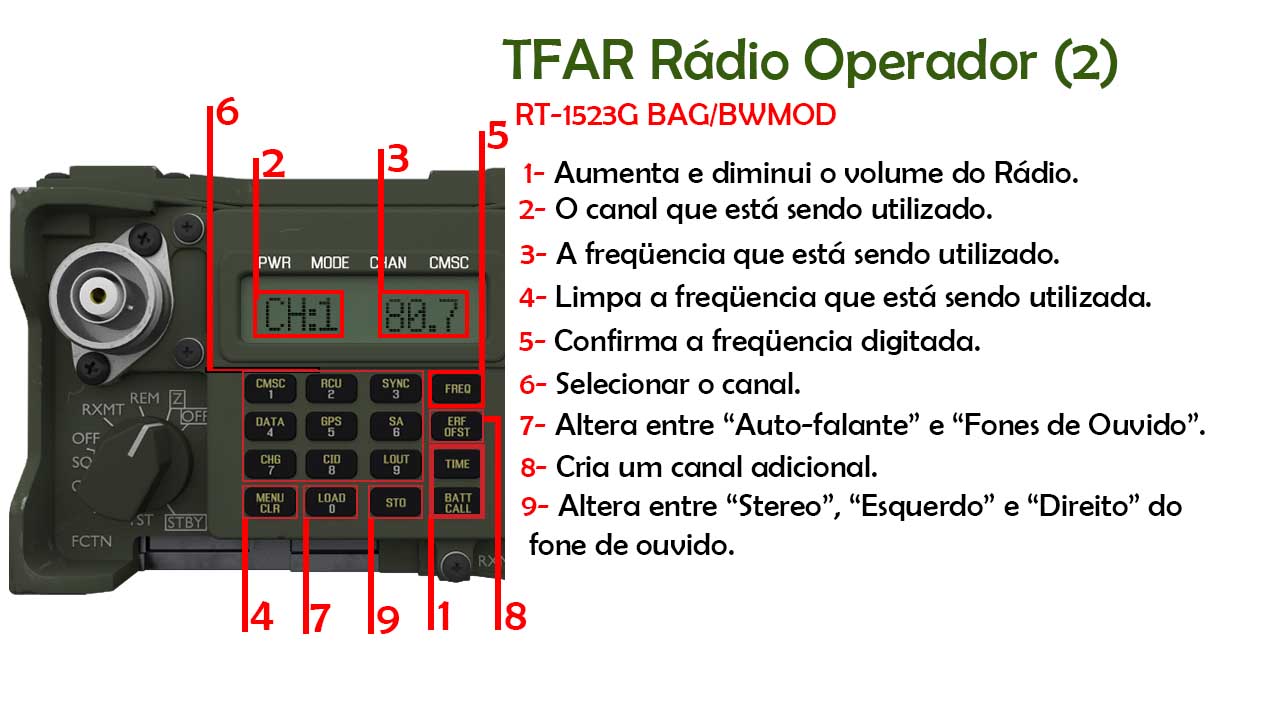 TFAR Rádio Operador (2)
RT-1523G BAG/BWMOD
6
5
2
3
1- Aumenta e diminui o volume do Rádio.
2- O canal que está sendo utilizado.
3- A freqüencia que está sendo utilizado.
4- Limpa a freqüencia que está sendo utilizada.
5- Confirma a freqüencia digitada.
6- Selecionar o canal.
7- Altera entre “Auto-falante” e “Fones de Ouvido”.
8- Cria um canal adicional.
9- Altera entre “Stereo”, “Esquerdo” e “Direito” do
fone de ouvido.
PWR MODE CHAN CMSC
CH:1 80.7
CMSC RCU SYNC FREQ
1 2 3
DATA GPS SA ERF
4 5 6 OFST
CHG CID LOUT TIME
7 8 9
MENU LOAD STO BATT
CLR 0 CALL
REM Z
RXMT OFF
OFF
SQ
ST STBY
FCTN
4 7 9 1 8